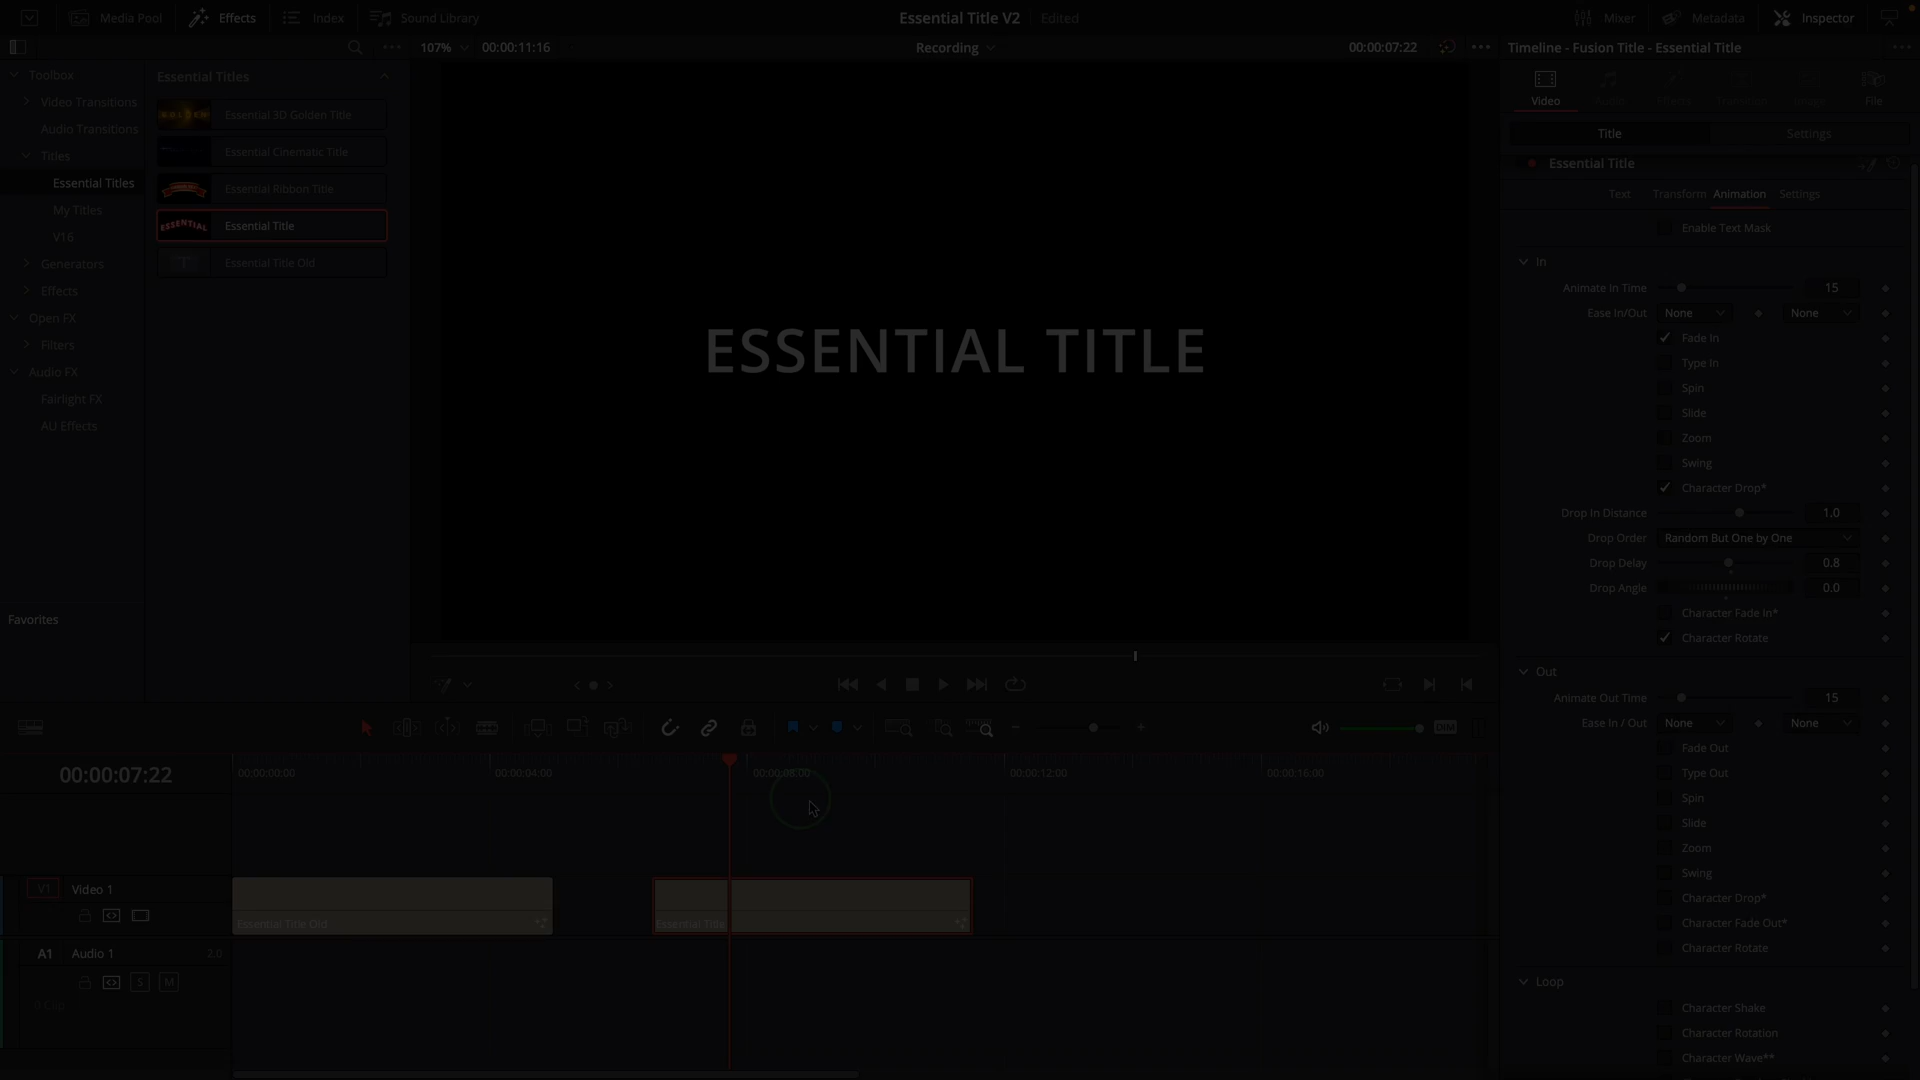 Media Pool
Effects
Index
Sound Library
Essential Title V2
Edited
Mixer
Metadata
Inspector
107%
00:00:11:16
Recording
00:00:07:22
Timeline - Fusion Title - Essential Title
Toolbox
Video Transitions
Audio Transitions
Titles
Essential Titles
My Titles
V16
Generators
Effects
Open FX
Filters
Audio FX
Fairlight FX
AU Effects
Favorites
Essential Titles
Essential 3D Golden Title
Essential Cinematic Title
Essential Ribbon Title
ESSENTIAL
Essential Title
Essential Title Old
ESSENTIAL TITLE
Video
Audio
Effects
Transition
Image
File
Title
Settings
Essential Title
Text
Transform
Animation
Settings
Enable Text Mask
In
Animate In Time
15
Ease In/Out
None
None
Fade In
Type In
Spin
Slide
Zoom
Swing
Character Drop*
Drop In Distance
1.0
Drop Order
Random But One by One
Drop Delay
0.8
Drop Angle
0.0
Character Fade In*
Character Rotate
Out
Animate Out Time
15
Ease In / Out
None
None
Fade Out
Type Out
Spin
Slide
Zoom
Swing
Character Drop*
Character Fade Out*
Character Rotate
Loop
Character Shake
Character Rotation
Character Wave**
DIM
00:00:07:22
00:00:00:00
00:00:04:00
00:00:08:00
00:00:12:00
00:00:16:00
V1
Video 1
Essential Title Old
Essential Title
A1
Audio 1
2.0
S
M
0 Clip